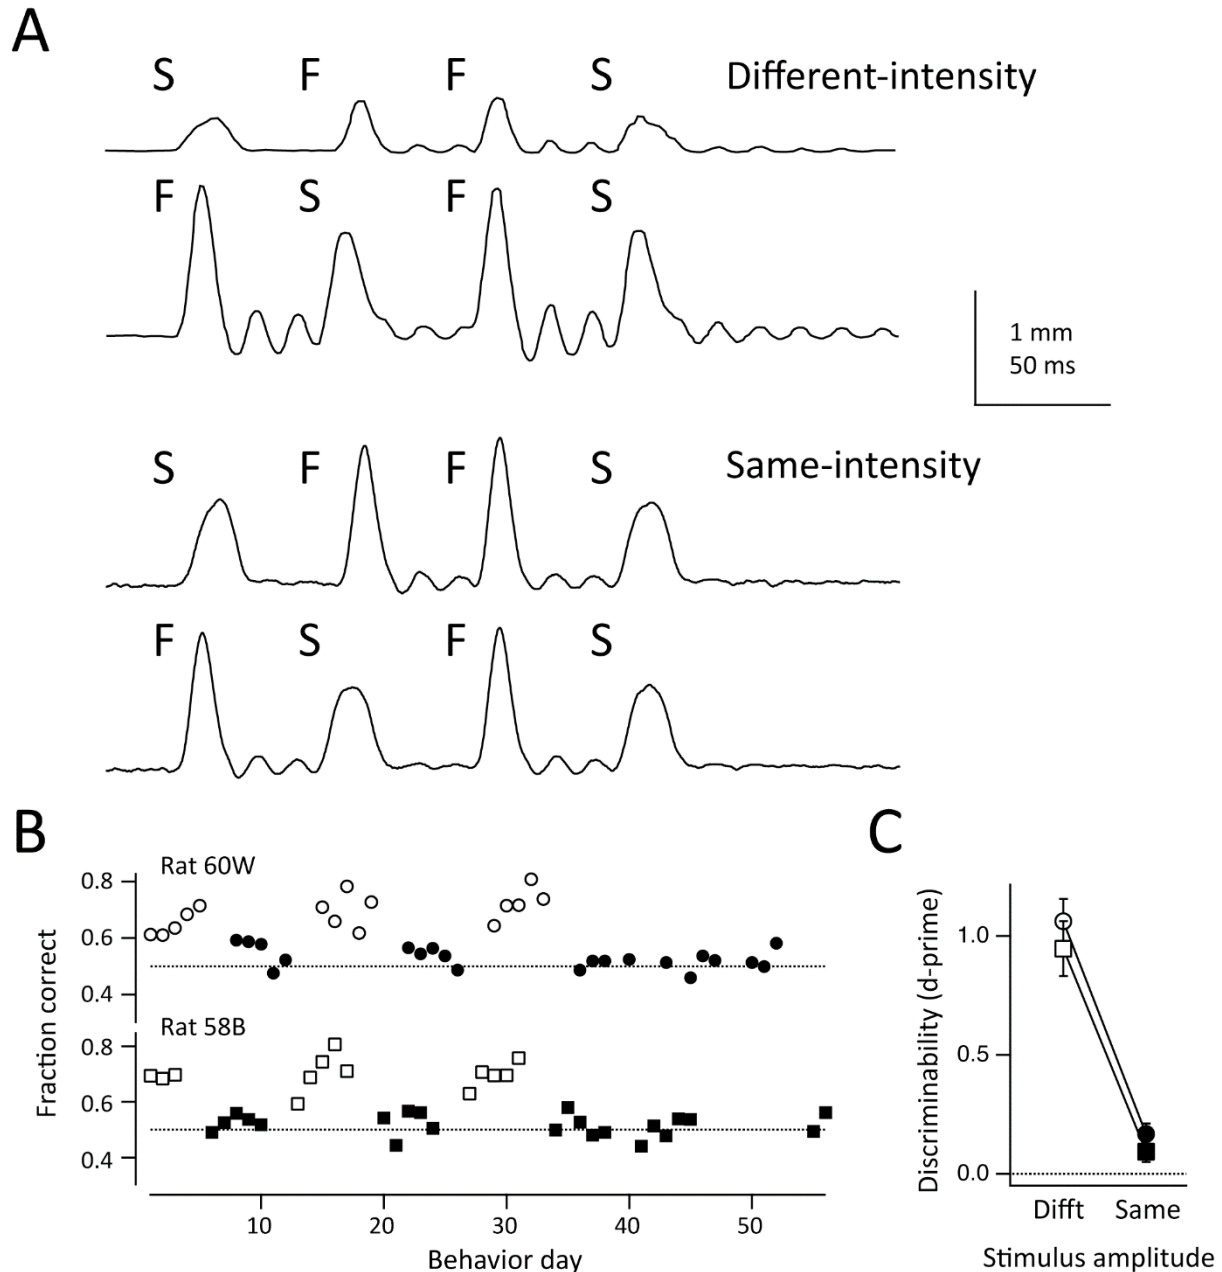 A
S F F S Different-intensity
F S F S
1 mm
50 ms
S F F S Same-intensity
F S F S
B
Rat 60W
0.8
0.6
0.4
Rat 58B
0.8
0.6
0.4
Fraction correct
10 20 30 40 50
Behavior day
C
Discriminability (d-prime)
1.0
0.5
0.0
Difft Same
Stimulus amplitude